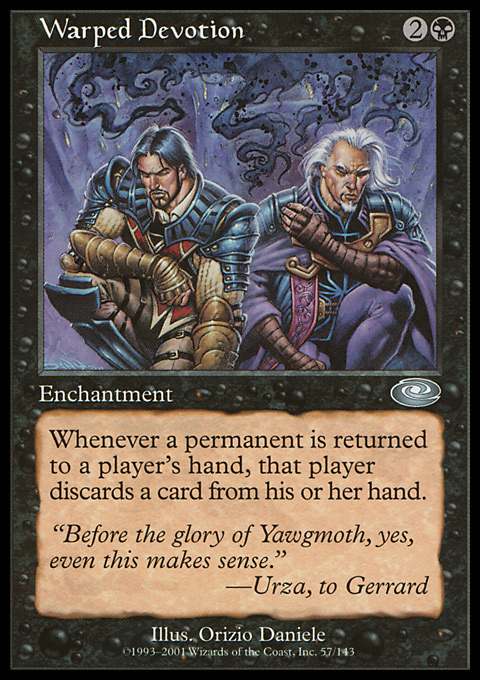 Warped Devotion
2
Enchantment
Whenever a permanent is returned
to a player's hand, that player
discards a card from his or her hand.
“Before the glory of Yawgmoth, yes,
even this makes sense.”
—Urza, to Gerrard
Illus. Orizio Daniele
©1993–2001 Wizards of the Coast, Inc. 57/143